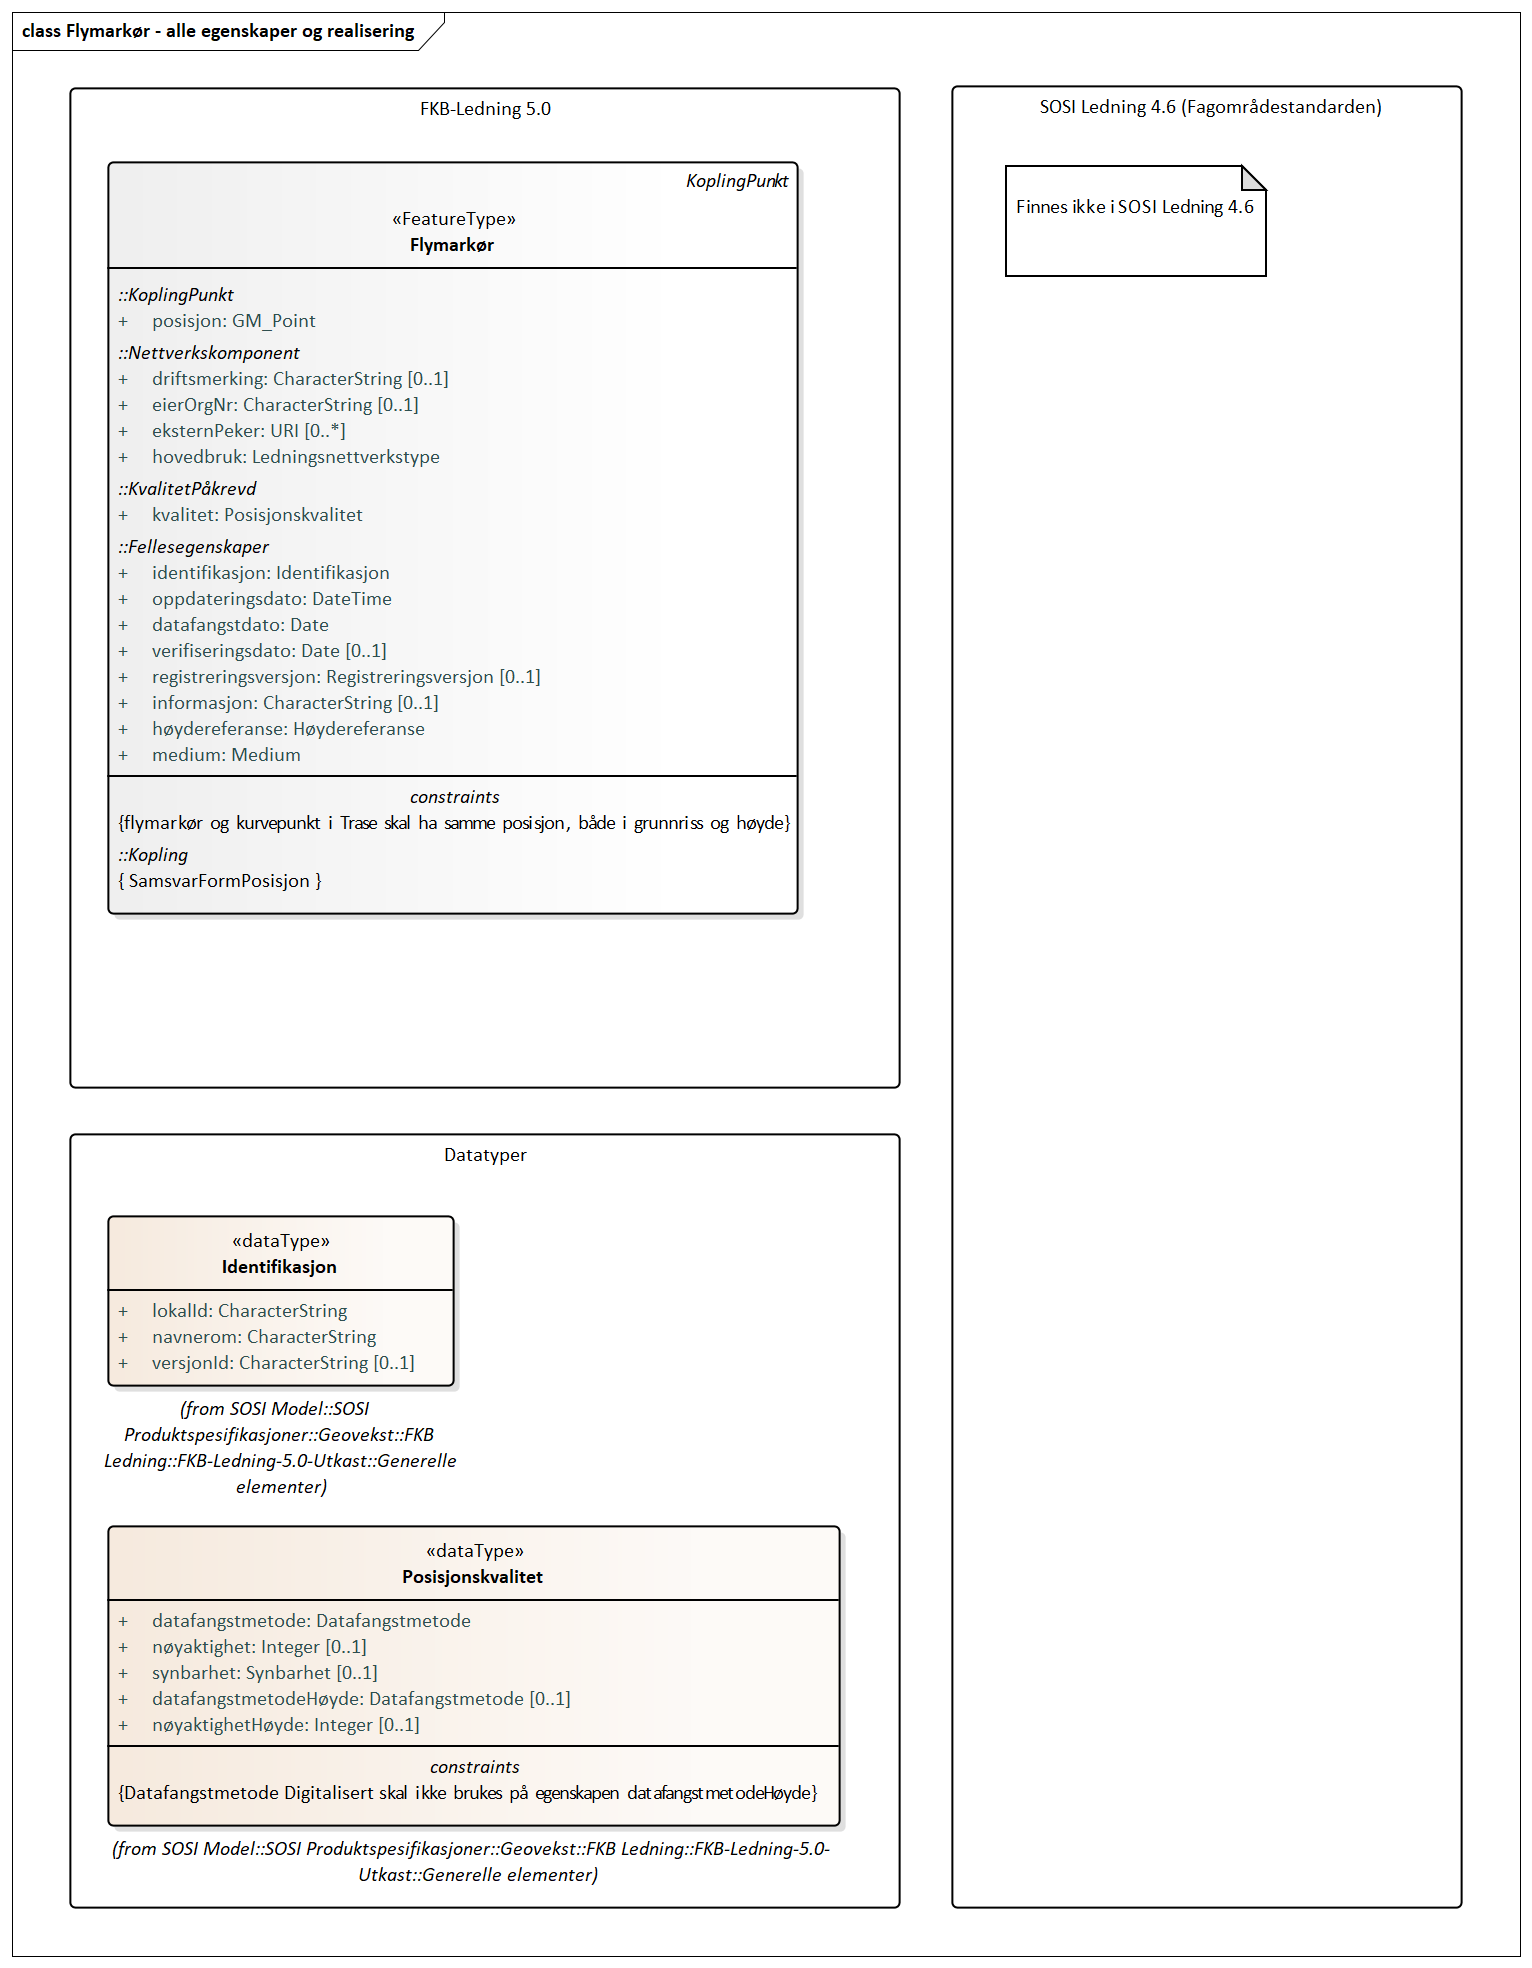 class Flymarkør - alle egenskaper og realisering
FKB-Ledning 5.0
KoplingPunkt
«FeatureType»
Flymarkør
::KoplingPunkt
+ posisjon: GM_Point
::Nettverkskomponent
+ driftsmerking: CharacterString [0..1]
+ eierOrgNr: CharacterString [0..1]
+ eksternPeker: URI [0..*]
+ hovedbruk: Ledningsnettverkstype
::KvalitetPåkrevd
+ kvalitet: Posisjonskvalitet
::Fellesegenskaper
+ identifikasjon: Identifikasjon
+ oppdateringsdato: DateTime
+ datafangstdato: Date
+ verifiseringsdato: Date [0..1]
+ registreringsversjon: Registreringsversjon [0..1]
+ informasjon: CharacterString [0..1]
+ høydereferanse: Høydereferanse
+ medium: Medium
constraints
{flymarkør og kurvepunkt i Trase skal ha samme posisjon, både i grunnriss og høyde}
::Kopling
{ SamsvarFormPosisjon }
Datatyper
«dataType»
Identifikasjon
+ lokalId: CharacterString
+ navnerom: CharacterString
+ versjonId: CharacterString [0..1]
(from SOSI Model::SOSI
Produktspesifikasjoner::Geovekst::FKB
Ledning::FKB-Ledning-5.0-Utkast::Generelle
elementer)
«dataType»
Posisjonskvalitet
+ datafangstmetode: Datafangstmetode
+ nøyaktighet: Integer [0..1]
+ synbarhet: Synbarhet [0..1]
+ datafangstmetodeHøyde: Datafangstmetode [0..1]
+ nøyaktighetHøyde: Integer [0..1]
constraints
{Datafangstmetode Digitalisert skal ikke brukes på egenskapen datafangstmetodeHøyde}
(from SOSI Model::SOSI Produktspesifikasjoner::Geovekst::FKB Ledning::FKB-Ledning-5.0-
Utkast::Generelle elementer)
SOSI Ledning 4.6 (Fagområdestandarden)
Finnes ikke i SOSI Ledning 4.6